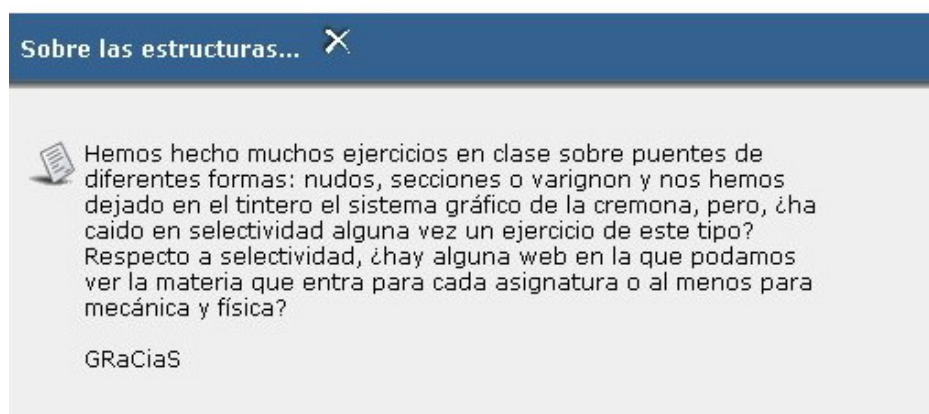 Sobre las estructuras...
Hemos hecho muchos ejercicios en clase sobre puentes de
diferentes formas: nudos, secciones o varignon y nos hemos
dejado en el tintero el sistema gráfico de la cremona, pero, ¿ha
caido en selectividad alguna vez un ejercicio de este tipo?
Respecto a selectividad, ¿hay alguna web en la que podamos
ver la materia que entra para cada asignatura o al menos para
mecánica y física?
GRaCiaS